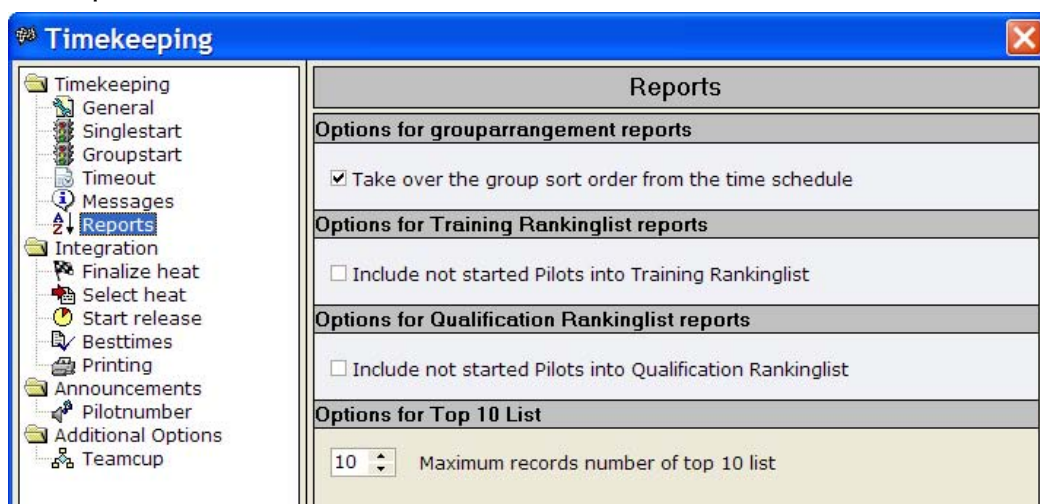 Timekeeping
Timekeeping
General
Singlestart
Groupstart
Timeout
Messages
Reports
Integration
Finalize heat
Select heat
Start release
Besttimes
Printing
Announcements
Pilotnumber
Additional Options
Teamcup
Reports
Options for grouparrangement reports
Take over the group sort order from the time schedule
Options for Training Rankinglist reports
Include not started Pilots into Training Rankinglist
Options for Qualification Rankinglist reports
Include not started Pilots into Qualification Rankinglist
Options for Top 10 List
10 Maximum records number of top 10 list